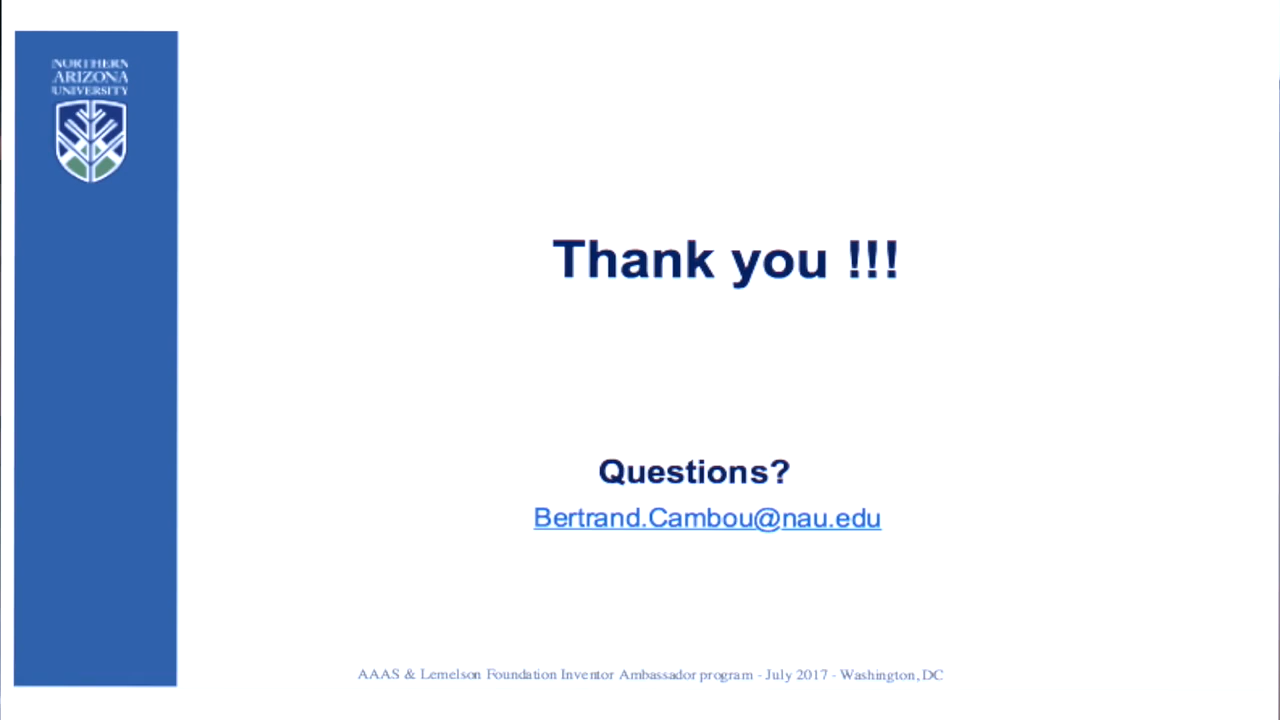 NORTHERN
ARIZONA
UNIVERSITY
Thank you !!!
Questions?
Bertrand.Cambou@nau.edu
AAAS & Lemelson Foundation Inventor Ambassador program - July 2017 - Washington, DC